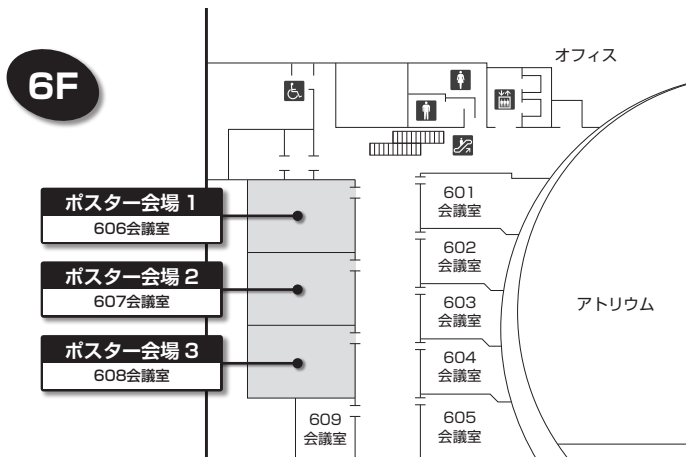 6F
オフィス
ポスター会場 1
606会議室
ポスター会場 2
607会議室
ポスター会場 3
608会議室
601
会議室
602
会議室
603
会議室
604
会議室
605
会議室
609
会議室
アトリウム